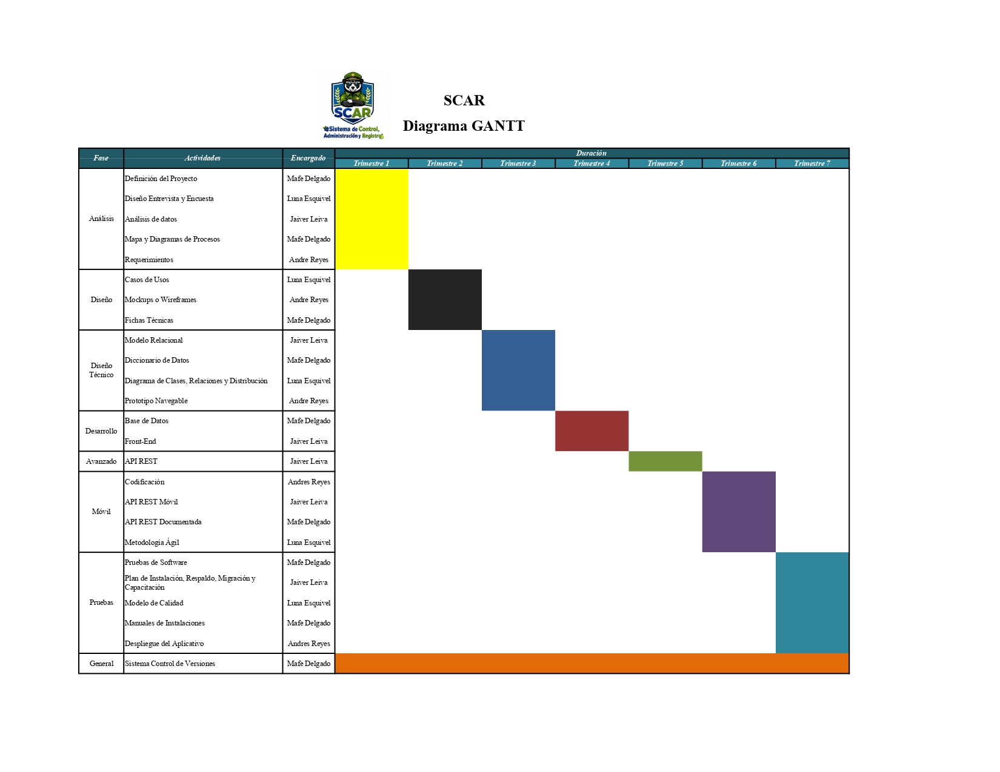 SCAR
Sistema de Control,
Administración y Registro
SCAR
Diagrama GANTT
Fase Actividades Encargado Duración
Trimestre 1 Trimestre 2 Trimestre 3 Trimestre 4 Trimestre 5 Trimestre 6 Trimestre 7
Análisis
Definición del Proyecto Mafe Delgado
Diseño Entrevista y Encuesta Luna Esquivel
Análisis de datos Jaiver Leiva
Mapa y Diagramas de Procesos Mafe Delgado
Requerimientos Andre Reyes
Diseño
Casos de Usos Luna Esquivel
Mockups o Wireframes Andre Reyes
Fichas Técnicas Mafe Delgado
Diseño
Técnico
Modelo Relacional Jaiver Leiva
Diccionario de Datos Mafe Delgado
Diagrama de Clases, Relaciones y Distribución Luna Esquivel
Prototipo Navegable Andre Reyes
Desarrollo
Base de Datos Mafe Delgado
Front-End Jaiver Leiva
Avanzado API REST Jaiver Leiva
Móvil
Codificación Andres Reyes
API REST Móvil Jaiver Leiva
API REST Documentada Mafe Delgado
Metodología Ágil Luna Esquivel
Pruebas
Pruebas de Software Mafe Delgado
Plan de Instalación, Respaldo, Migración y
Capacitación Jaiver Leiva
Modelo de Calidad Luna Esquivel
Manuales de Instalaciones Mafe Delgado
Despliegue del Aplicativo Andres Reyes
General Sistema Control de Versiones Mafe Delgado